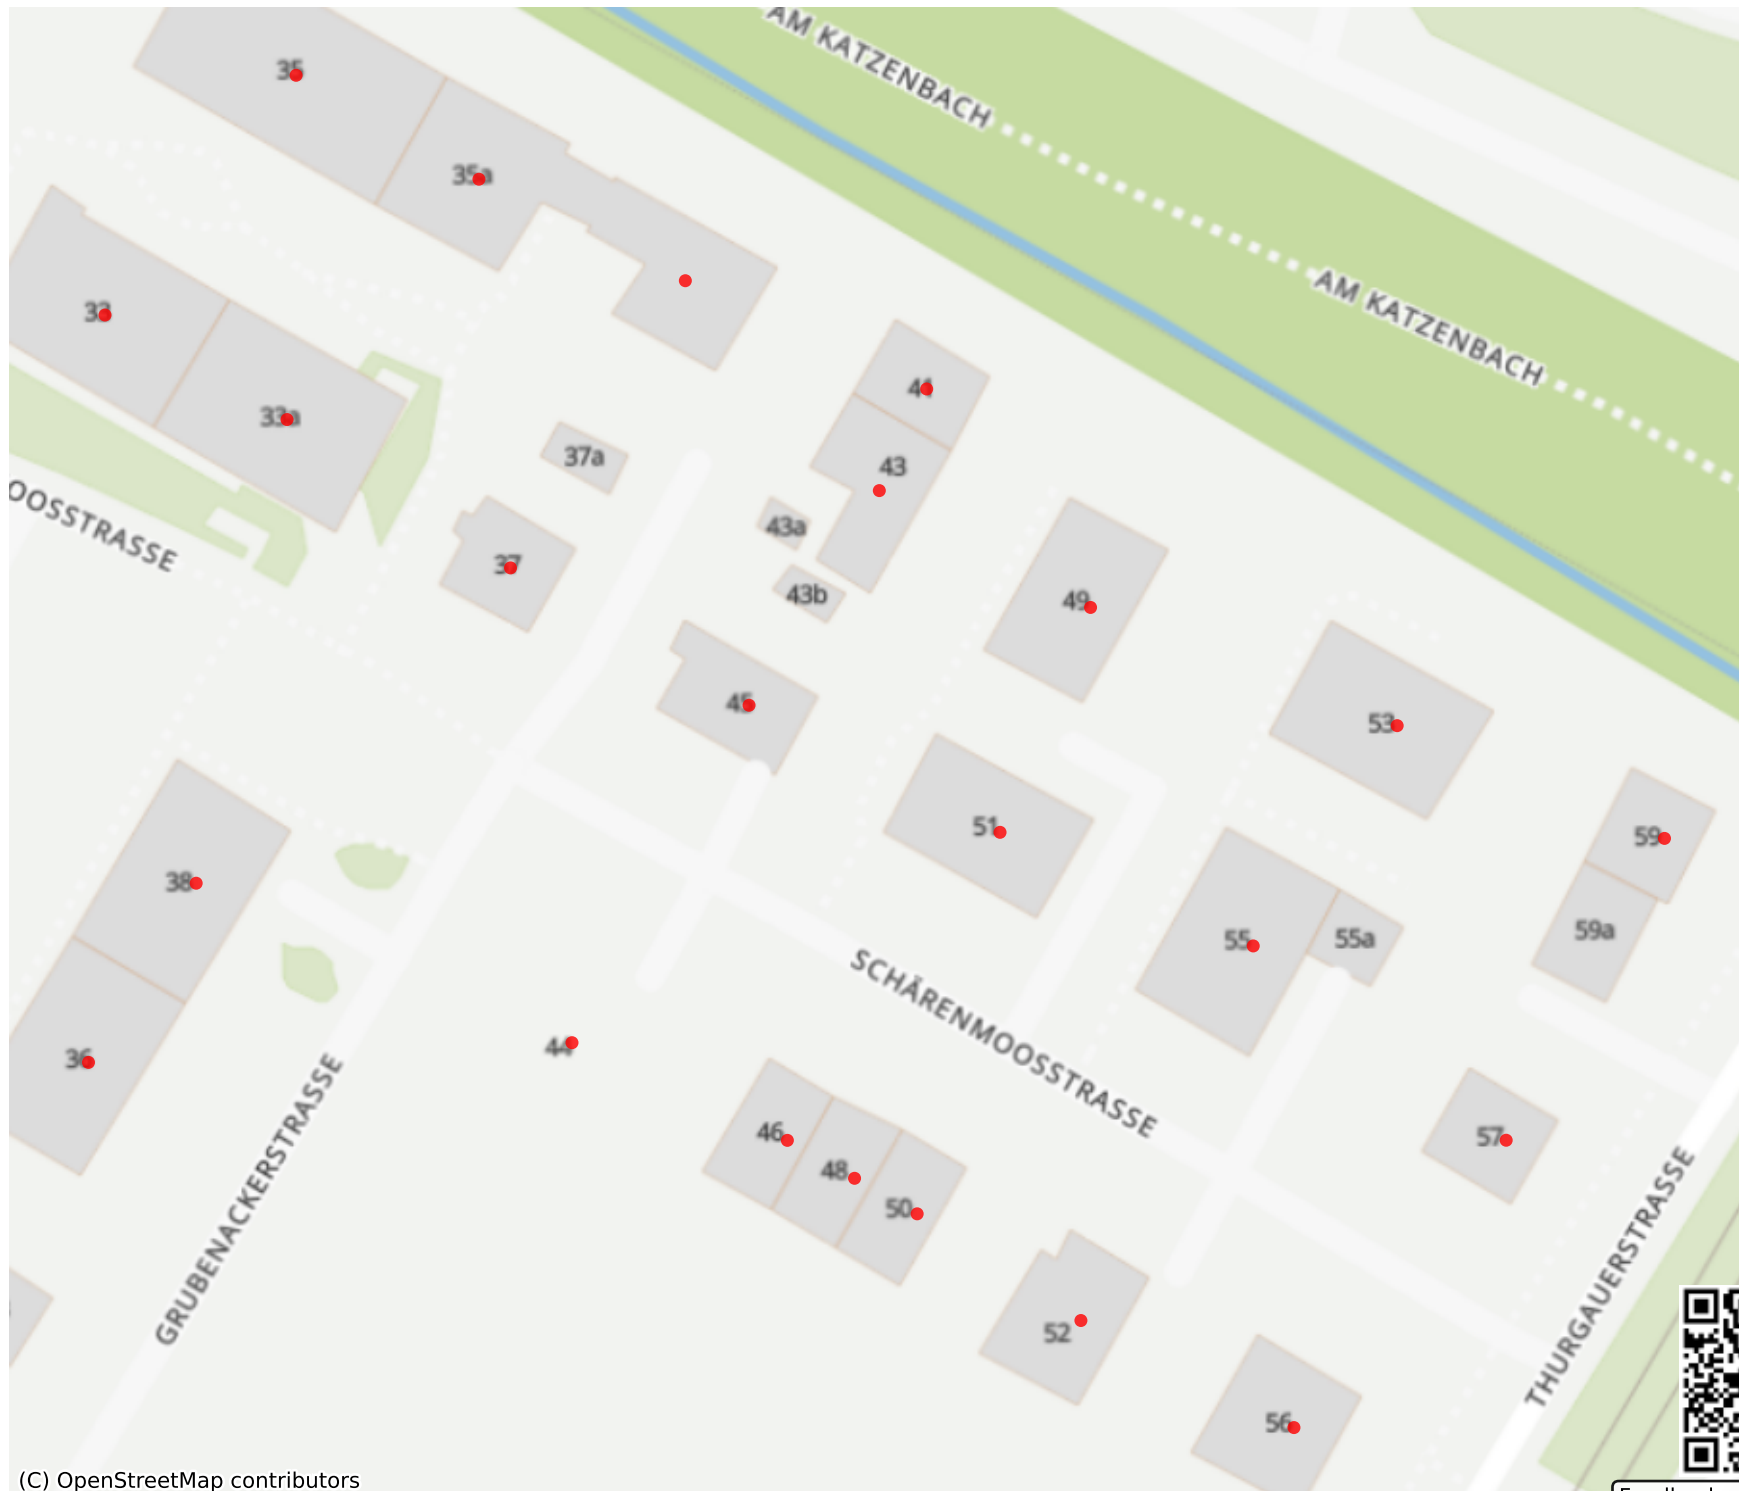 AM KATZENBACH
35
35a
AM KATZENBACH
33
41
33a
37a
43
OOSSTRASSE
43a
37
43b
49
45
53
51
59
38
55
55a
59a
SCHÄRENMOOSSTRASSE
44
36
46
57
48
50
GRUBENACKERSTRASSE
THURGAUERSTRASSE
52
56
(C) OpenStreetMap contributors